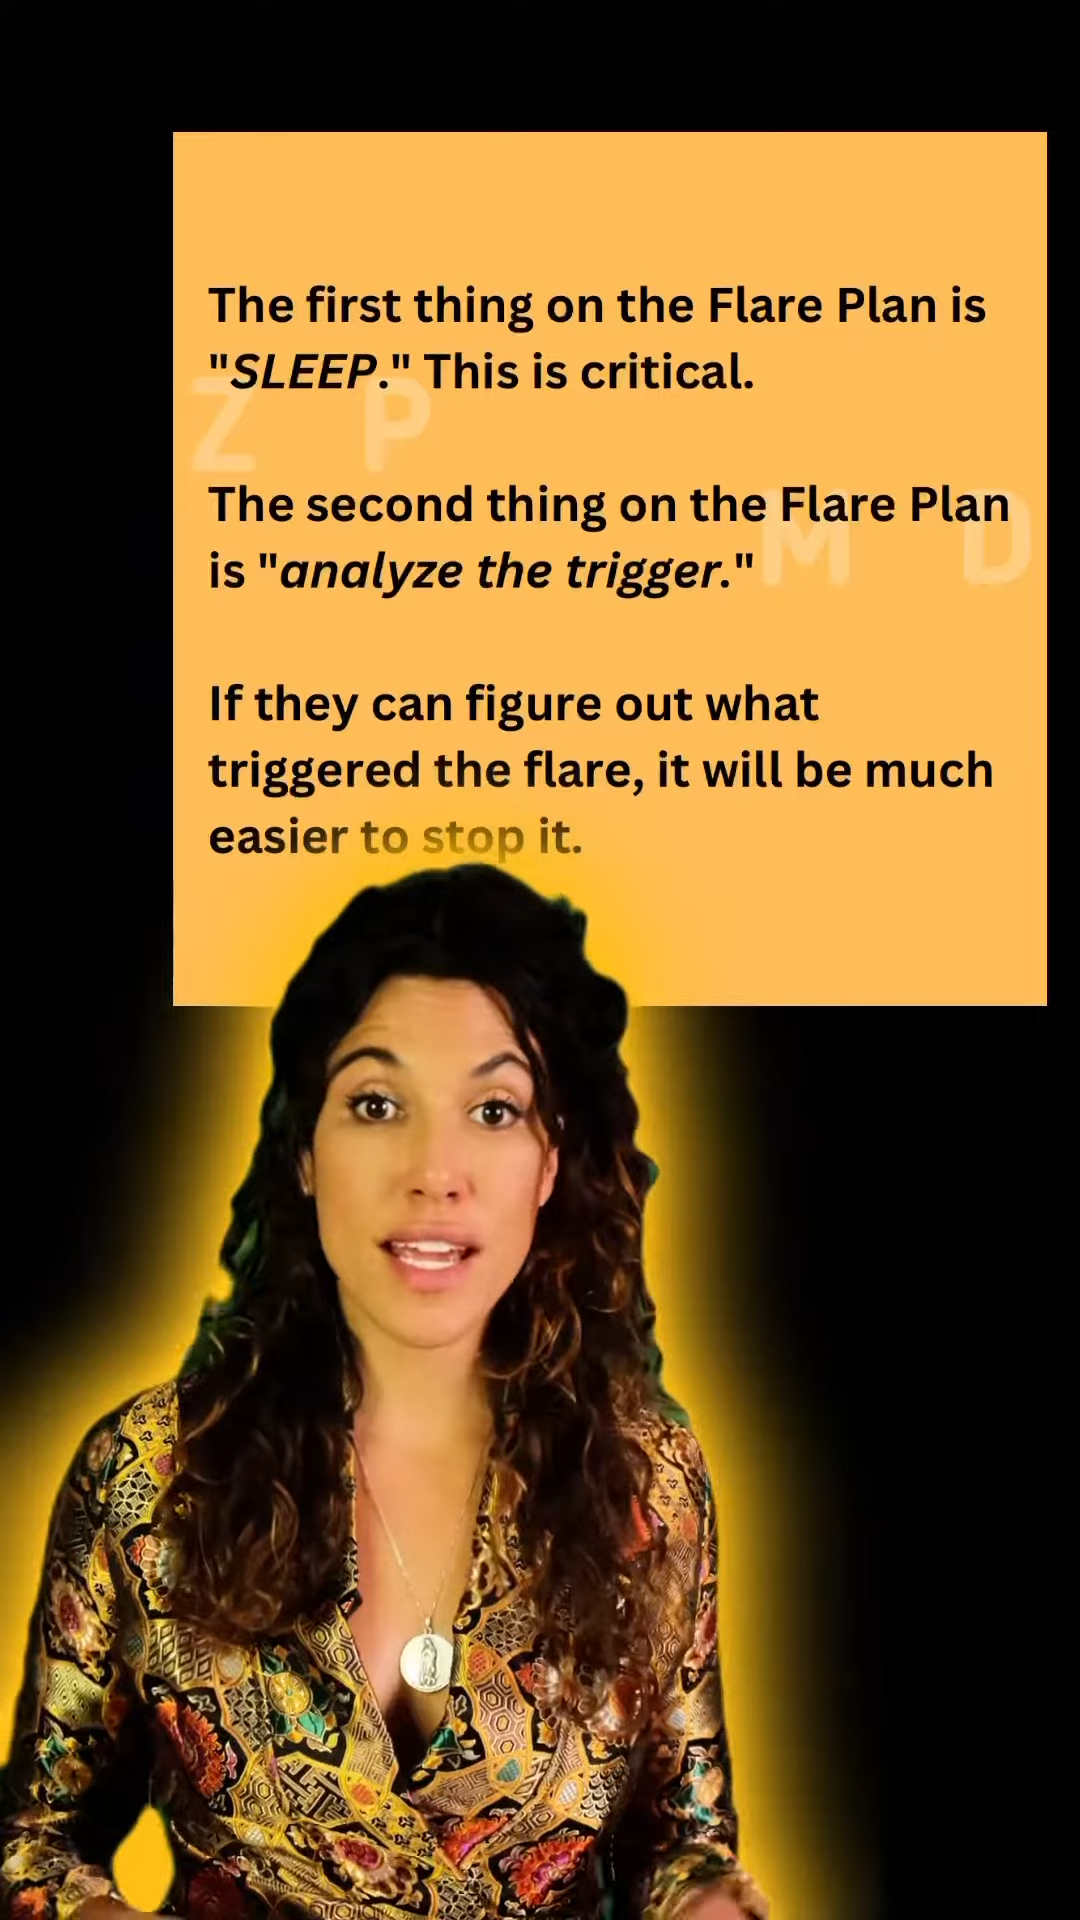 The first thing on the Flare Plan is
"SLEEP." This is critical.
Z P
The second thing on the Flare Plan
M D
is "analyze the trigger."
If they can figure out what
triggered the flare, it will be much
easier to stop it.